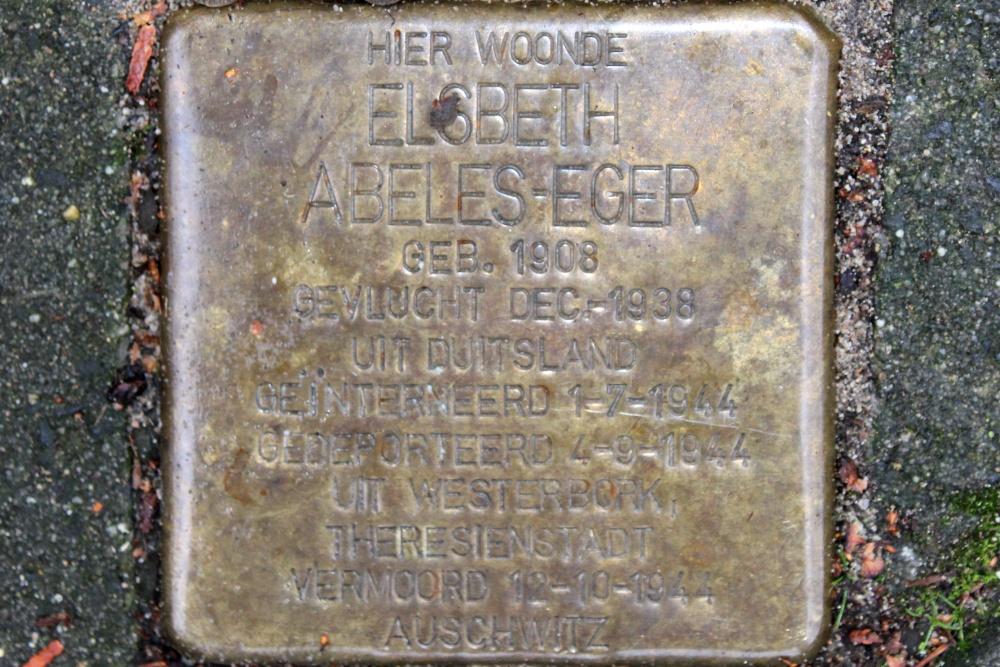 HIER WOONDE
ELSBETH
ABELES-EGER
GEB. 1908
GEVLUCHT DEC. 1938
UIT DUITSLAND
GEÏNTERNEERD 1-7-1944
GEDEPORTEERD 4-9-1944
UIT WESTERBORK,
THERESIENSTADT
VERMOORD 12-10-1944
AUSCHWITZ